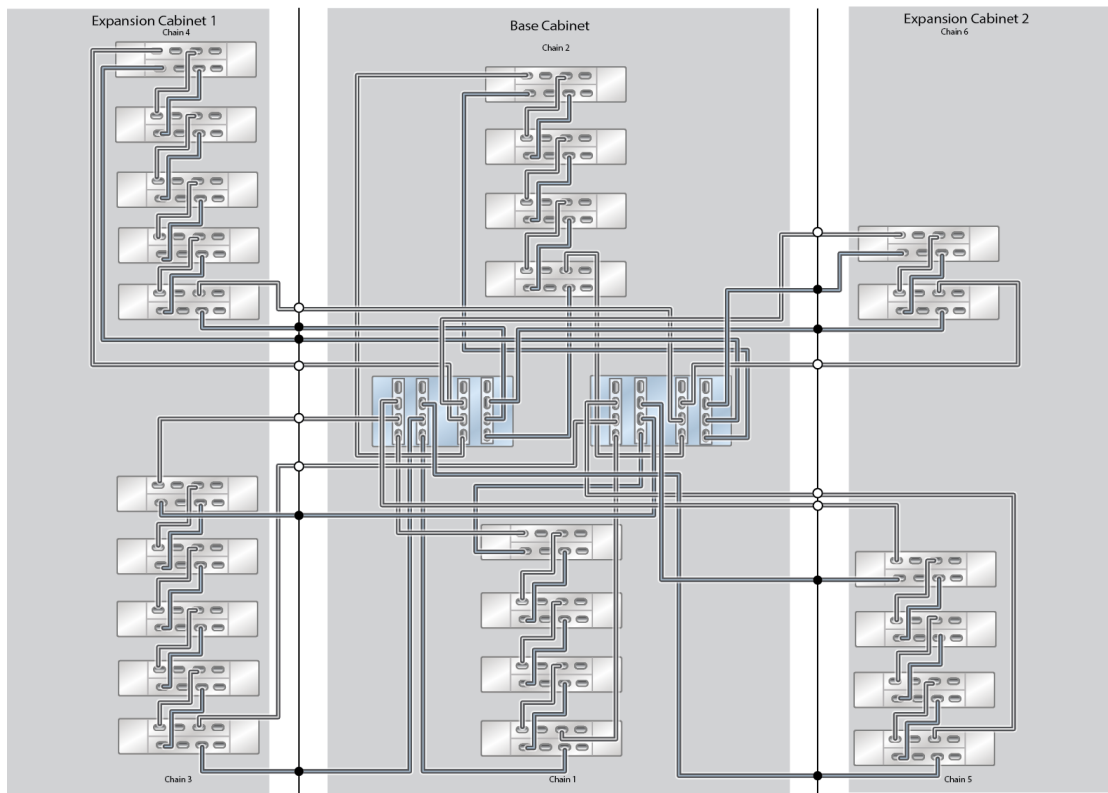 Expansion Cabinet 1
Chain 4
Base Cabinet
Chain 2
Expansion Cabinet 2
Chain 6
Chain 3
Chain 1
Chain 5